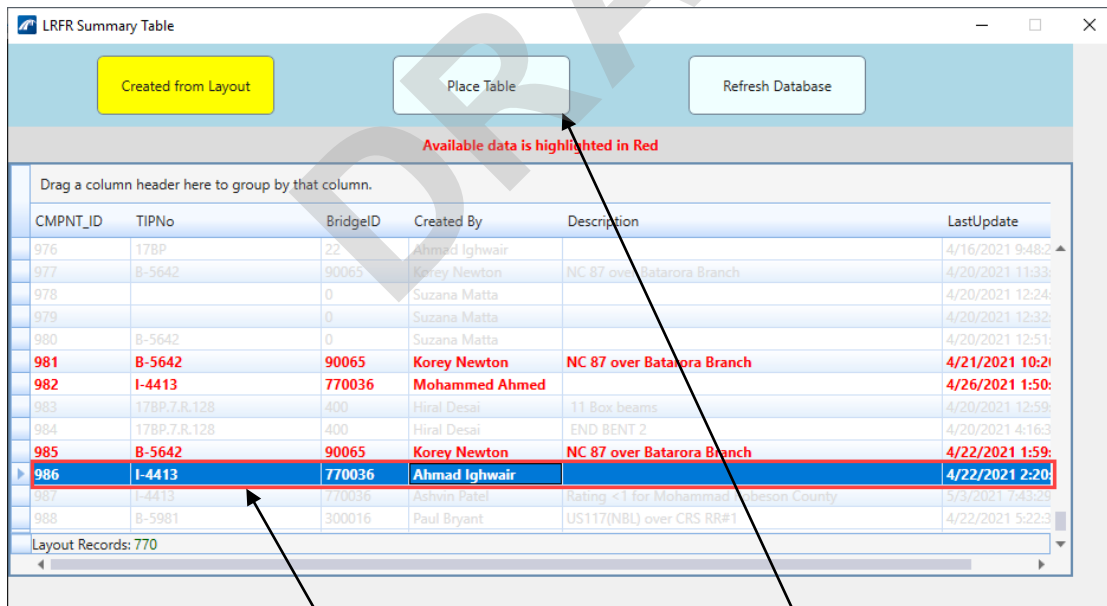 LRFR Summary Table
Created from Layout Place Table Refresh Database
Available data is highlighted in Red
Drag a column header here to group by that column.
CMPNT_ID TIPNo BridgeID Created By Description LastUpdate
976 17BP 22 Ahmad Ighwair 4/16/2021 9:48:2
977 B-5642 90065 Korey Newton NC 87 over Batarora Branch 4/20/2021 11:33:
978 0 Suzana Matta 4/20/2021 12:24:
979 0 Suzana Matta 4/20/2021 12:32:
980 B-5642 0 Suzana Matta 4/20/2021 12:51:
981 B-5642 90065 Korey Newton NC 87 over Batarora Branch 4/21/2021 10:20
982 I-4413 770036 Mohammed Ahmed 4/26/2021 1:50:
983 17BP.7.R.128 400 Hiral Desai 11 Box beams 4/20/2021 12:59:
984 17BP.7.R.128 400 Hiral Desai END BENT 2 4/20/2021 4:16:3
985 B-5642 90065 Korey Newton NC 87 over Batarora Branch 4/22/2021 1:59:
986 I-4413 770036 Ahmad Ighwair 4/22/2021 2:20:
987 I-4413 770036 Ashvin Patel Rating <1 for Mohammad Robeson County 5/3/2021 7:43:29
988 B-5981 300016 Paul Bryant US117(NBL) over CRS RR#1 4/22/2021 5:22:3
Layout Records: 770